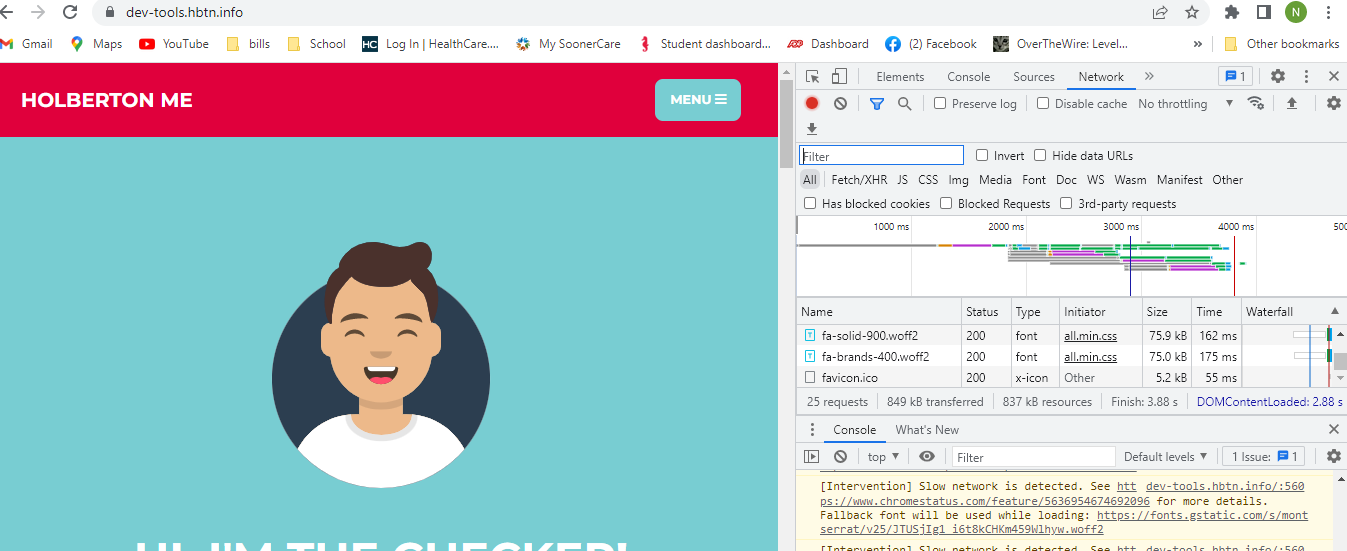 dev-tools.hbtn.info
N
Gmail Maps YouTube bills School HC Log In | HealthCare.... My SoonerCare Student dashboard... ADP Dashboard (2) Facebook OverTheWire: Level... » Other bookmarks
HOLBERTON ME
MENU
Elements Console Sources Network » 1
Preserve log Disable cache No throttling
Filter Invert Hide data URLs
All Fetch/XHR JS CSS Img Media Font Doc WS Wasm Manifest Other
Has blocked cookies Blocked Requests 3rd-party requests
1000 ms 2000 ms 3000 ms 4000 ms 500
Name Status Type Initiator Size Time Waterfall
fa-solid-900.woff2 200 font all.min.css 75.9 kB 162 ms
fa-brands-400.woff2 200 font all.min.css 75.0 kB 175 ms
favicon.ico 200 x-icon Other 5.2 kB 55 ms
25 requests 849 kB transferred 837 kB resources Finish: 3.88 s DOMContentLoaded: 2.88 s
Console What's New
top Filter Default levels 1 Issue: 1
[Intervention] Slow network is detected. See htt dev-tools.hbtn.info/:560
ps://www.chromestatus.com/feature/5636954674692096 for more details.
Fallback font will be used while loading: https://fonts.gstatic.com/s/mont
serrat/v25/JTUSjIg1_i6t8kCHKm459Wlhyw.woff2
[Intervention] Slow network is detected. See htt dev-tools.hbtn.info/:560
HI, I'M THE CHECKER!